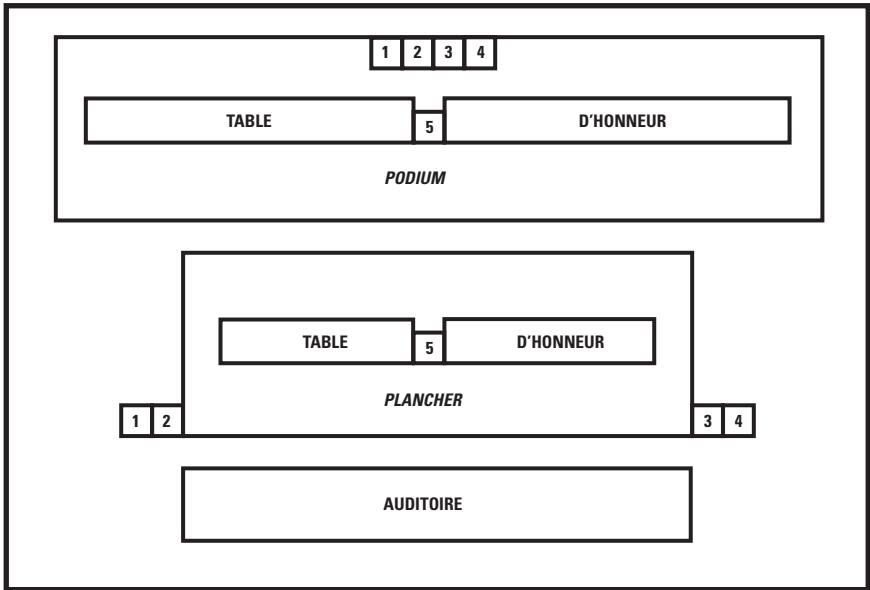 1 2 3 4
TABLE 5 D'HONNEUR
PODIUM
TABLE 5 D'HONNEUR
PLANCHER
1 2 3 4
AUDITOIRE